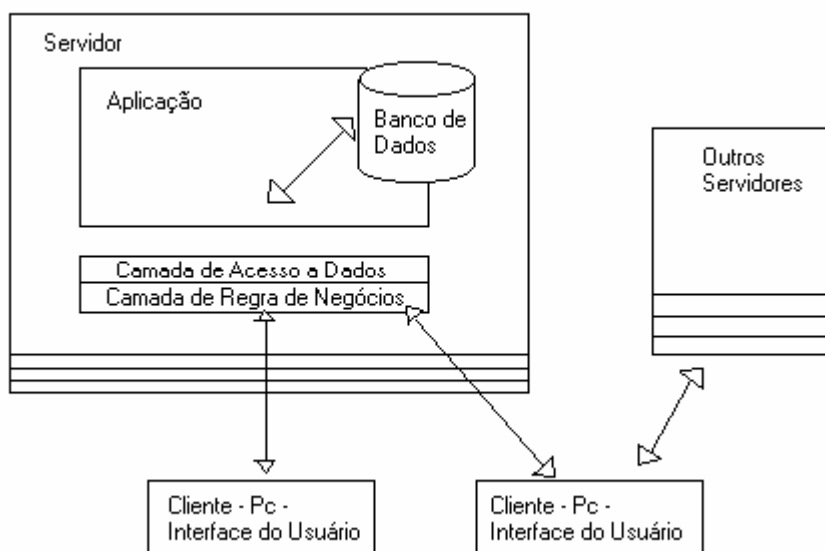 Servidor
Aplicação
Banco de
Dados
Outros
Servidores
Camada de Acesso a Dados
Camada de Regra de Negócios
Cliente - Pc -
Interface do Usuário
Cliente - Pc -
Interface do Usuário